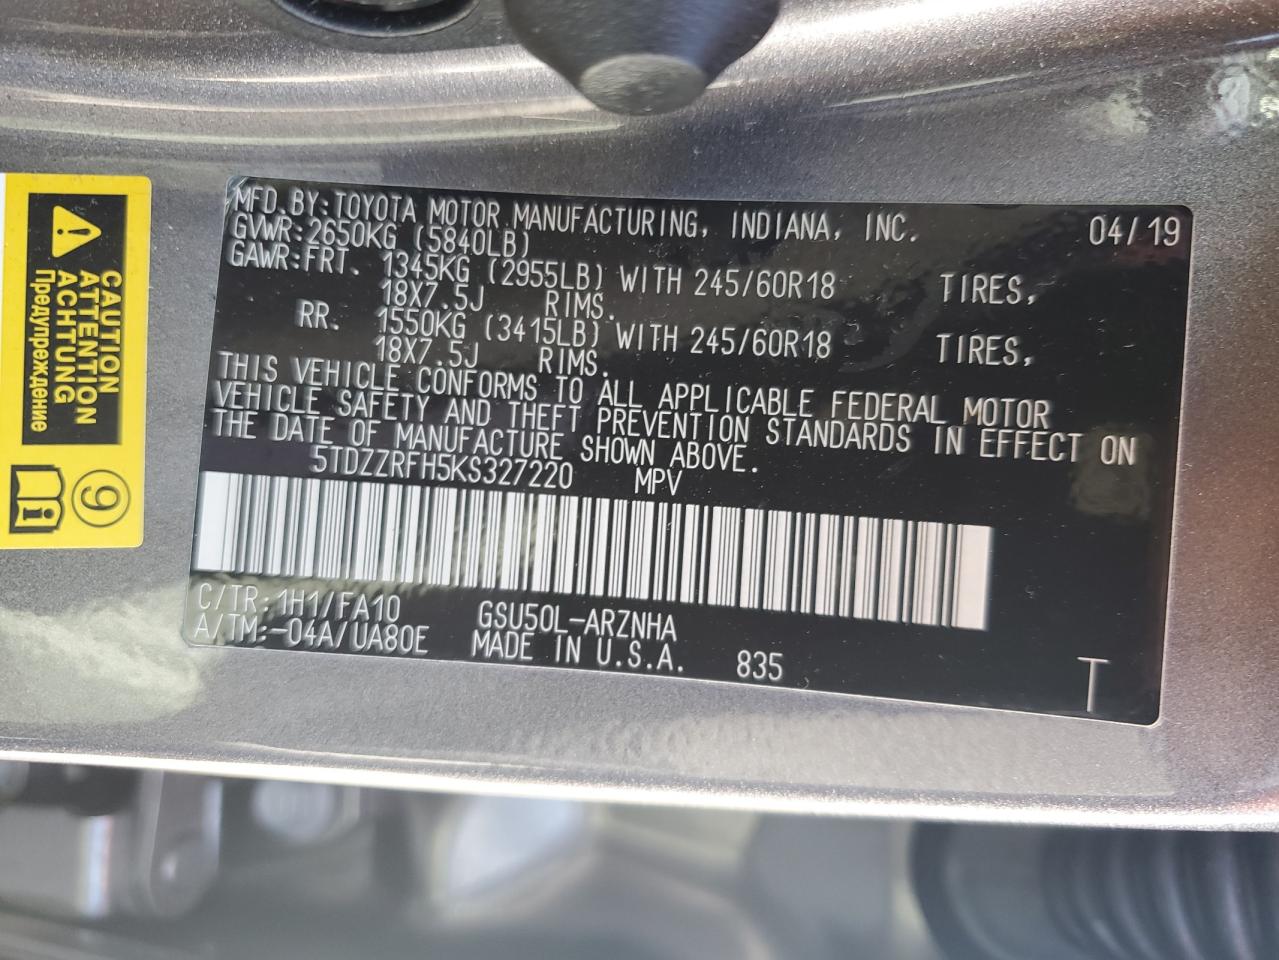 MFD.BY:TOYOTA MOTOR MANUFACTURING, INDIANA, INC. 04/19
GVWR:2650KG (5840LB)
GAWR:FRT. 1345KG (2955LB) WITH 245/60R18 TIRES,
18X7.5J RIMS.
RR. 1550KG (3415LB) WITH 245/60R18 TIRES,
18X7.5J RIMS.
THIS VEHICLE CONFORMS TO ALL APPLICABLE FEDERAL MOTOR
VEHICLE SAFETY AND THEFT PREVENTION STANDARDS IN EFFECT ON
THE DATE OF MANUFACTURE SHOWN ABOVE.
5TDZZRFH5KS327220 MPV
C/TR:1H1/FA10 GSU50L-ARZNHA
A/TM:-04A/UA80E MADE IN U.S.A. 835 T
CAUTION
ATTENTION
ACHTUNG
Предупреждение
9
i